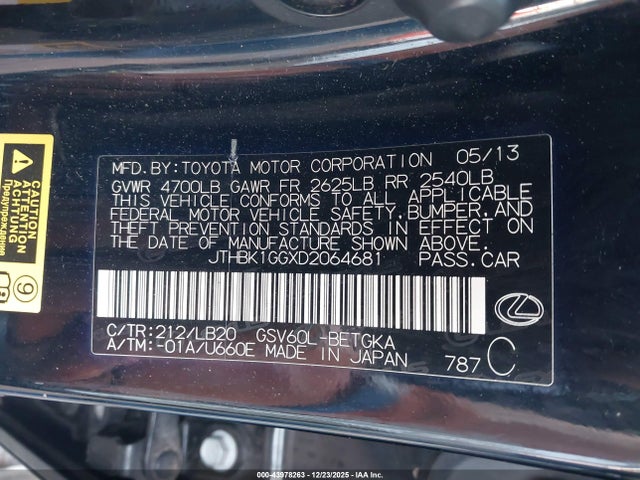 MFD.BY:TOYOTA MOTOR CORPORATION 05/13
GVWR 4700LB GAWR FR 2625LB RR 2540LB
THIS VEHICLE CONFORMS TO ALL APPLICABLE
FEDERAL MOTOR VEHICLE SAFETY, BUMPER, AND
THEFT PREVENTION STANDARDS IN EFFECT ON
THE DATE OF MANUFACTURE SHOWN ABOVE.
JTHBK1GGXD2064681 PASS.CAR
C/TR:212/LB20 GSV60L-BETGKA
A/TM:-01A/U660E MADE IN JAPAN 787 C
CAUTION
ACHTUNG
Предупреждение
9
000-43978263 - 12/23/2025 - IAA Inc.